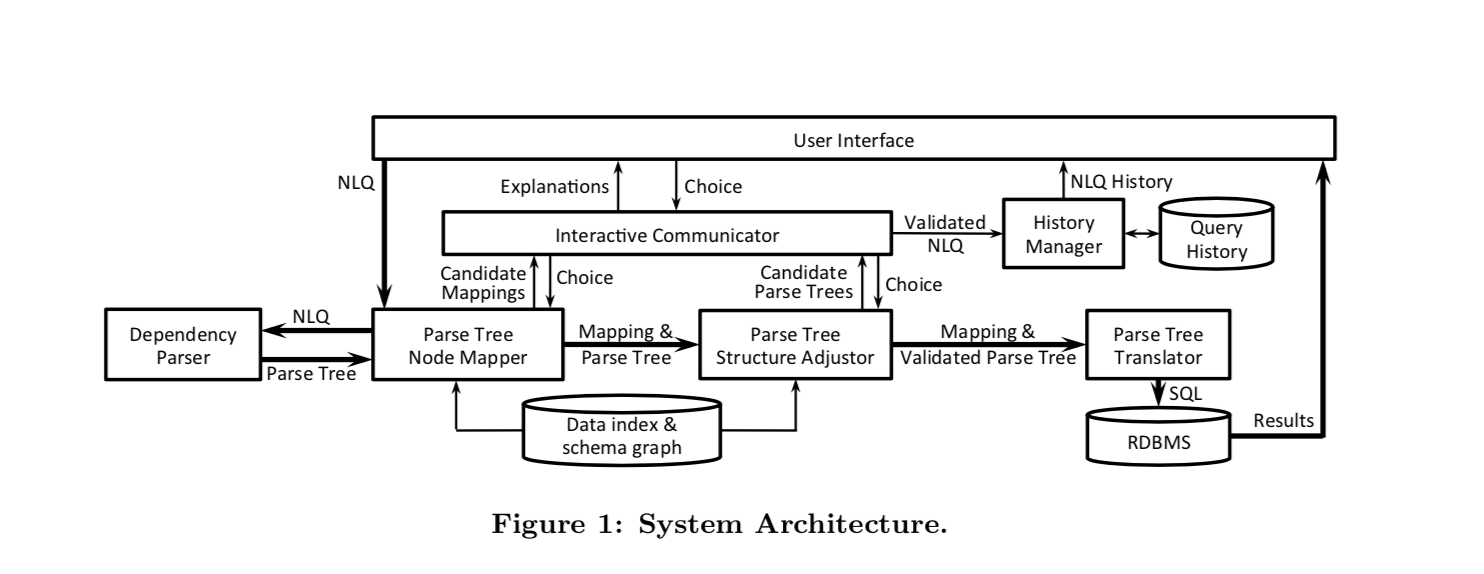 User Interface
NLQ
Explanations
Choice
NLQ History
Interactive Communicator
Validated
NLQ
History
Manager
Query
History
Candidate
Mappings
Choice
Candidate
Parse Trees
Choice
Dependency
Parser
NLQ
Parse Tree
Parse Tree
Node Mapper
Mapping &
Parse Tree
Parse Tree
Structure Adjustor
Mapping &
Validated Parse Tree
Parse Tree
Translator
SQL
Data index &
schema graph
RDBMS
Results
Figure 1: System Architecture.